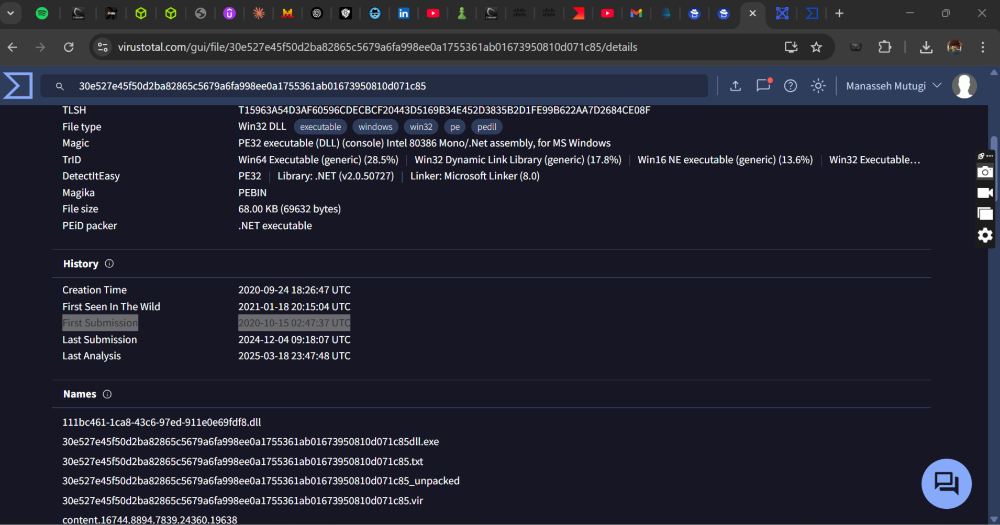 virustotal.com/gui/file/30e527e45f50d2ba82865c5679a6fa998ee0a1755361ab01673950810d071c85/details
30e527e45f50d2ba82865c5679a6fa998ee0a1755361ab01673950810d071c85
Manasseh Mutugi
TLSH T15963A54D3AF60596CDECBCF20443D5169B34E452D3835B2D1FE99B622AA7D2684CE08F
File type Win32 DLL executable windows win32 pe pedll
Magic PE32 executable (DLL) (console) Intel 80386 Mono/.Net assembly, for MS Windows
TrID Win64 Executable (generic) (28.5%) Win32 Dynamic Link Library (generic) (17.8%) Win16 NE executable (generic) (13.6%) Win32 Executable…
DetectItEasy PE32 Library: .NET (v2.0.50727) Linker: Microsoft Linker (8.0)
Magika PEBIN
File size 68.00 KB (69632 bytes)
PEiD packer .NET executable
History
Creation Time 2020-09-24 18:26:47 UTC
First Seen In The Wild 2021-01-18 20:15:04 UTC
First Submission 2020-10-15 02:47:37 UTC
Last Submission 2024-12-04 09:18:07 UTC
Last Analysis 2025-03-18 23:47:48 UTC
Names
111bc461-1ca8-43c6-97ed-911e0e69fdf8.dll
30e527e45f50d2ba82865c5679a6fa998ee0a1755361ab01673950810d071c85dll.exe
30e527e45f50d2ba82865c5679a6fa998ee0a1755361ab01673950810d071c85.txt
30e527e45f50d2ba82865c5679a6fa998ee0a1755361ab01673950810d071c85_unpacked
30e527e45f50d2ba82865c5679a6fa998ee0a1755361ab01673950810d071c85.vir
content.16744.8894.7839.24360.19638